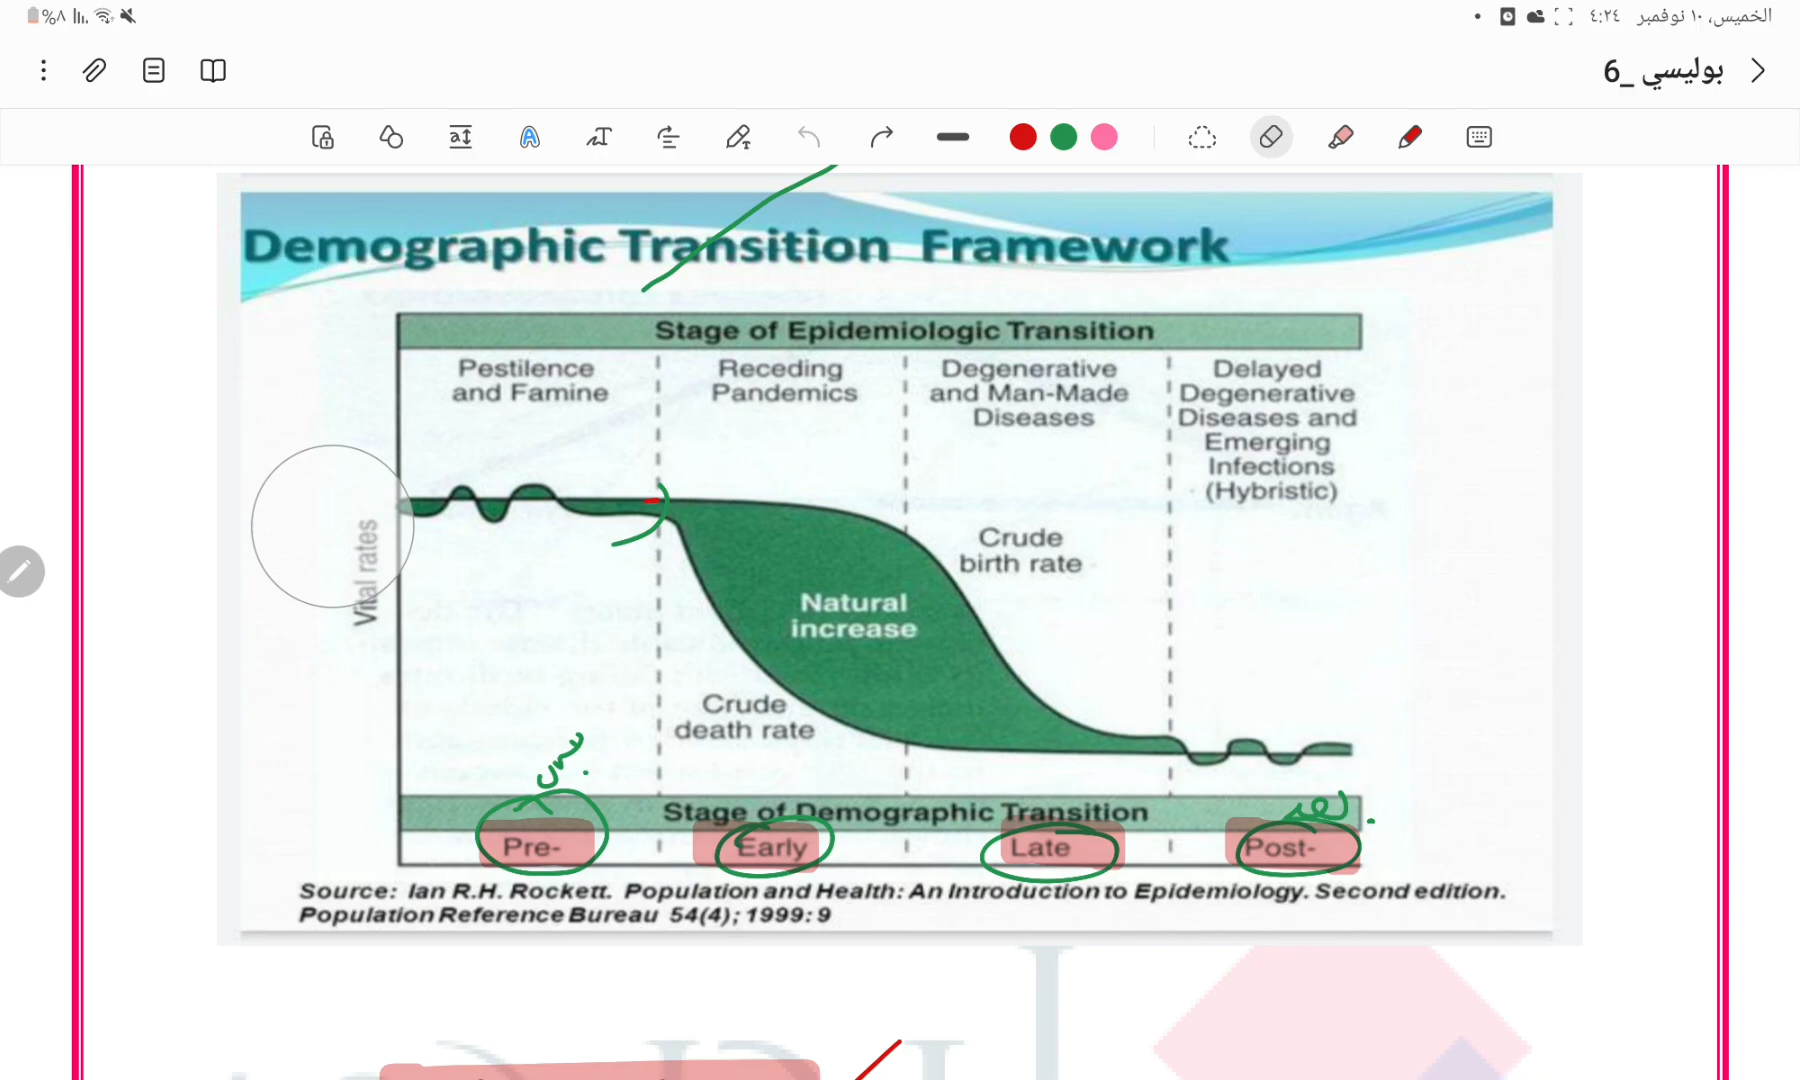 الخميس، ١٠ نوفمبر ٤:٢٤
%٨
بوليسي _6
Demographic Transition Framework
Stage of Epidemiologic Transition
Pestilence
and Famine
Receding
Pandemics
Degenerative
and Man-Made
Diseases
Delayed
Degenerative
Diseases and
Emerging
Infections
(Hybristic)
Vital rates
Crude
birth rate
Natural
increase
Crude
death rate
Stage of Demographic Transition
Pre-
Early
Late
Post-
Source: Ian R.H. Rockett. Population and Health: An Introduction to Epidemiology. Second edition.
Population Reference Bureau 54(4); 1999: 9